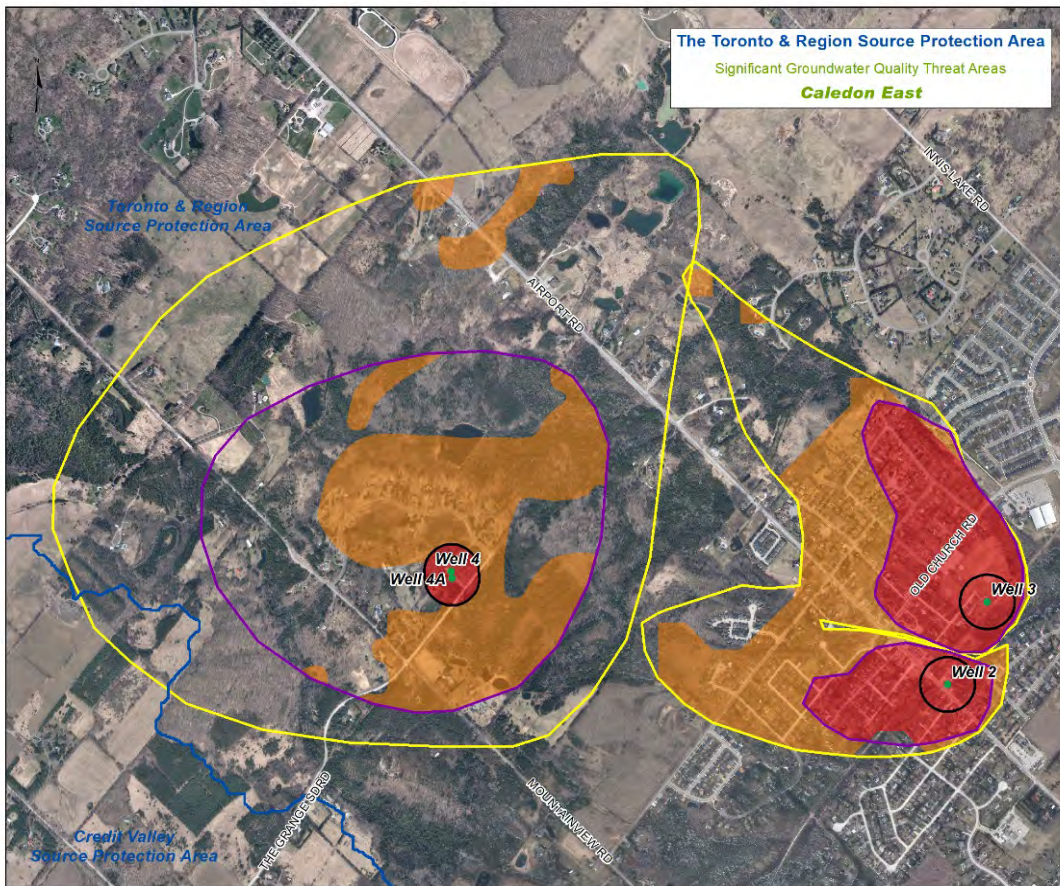 The Toronto & Region Source Protection Area
Significant Groundwater Quality Threat Areas
Caledon East
INNIS LAKE RD
Toronto & Region
Source Protection Area
AIRPORT RD
OLD CHURCH RD
Well 4
Well 4A
Well 3
Well 2
THE GRANGE SDRD
MOUNTAINVIEW RD
Credit Valley
Source Protection Area